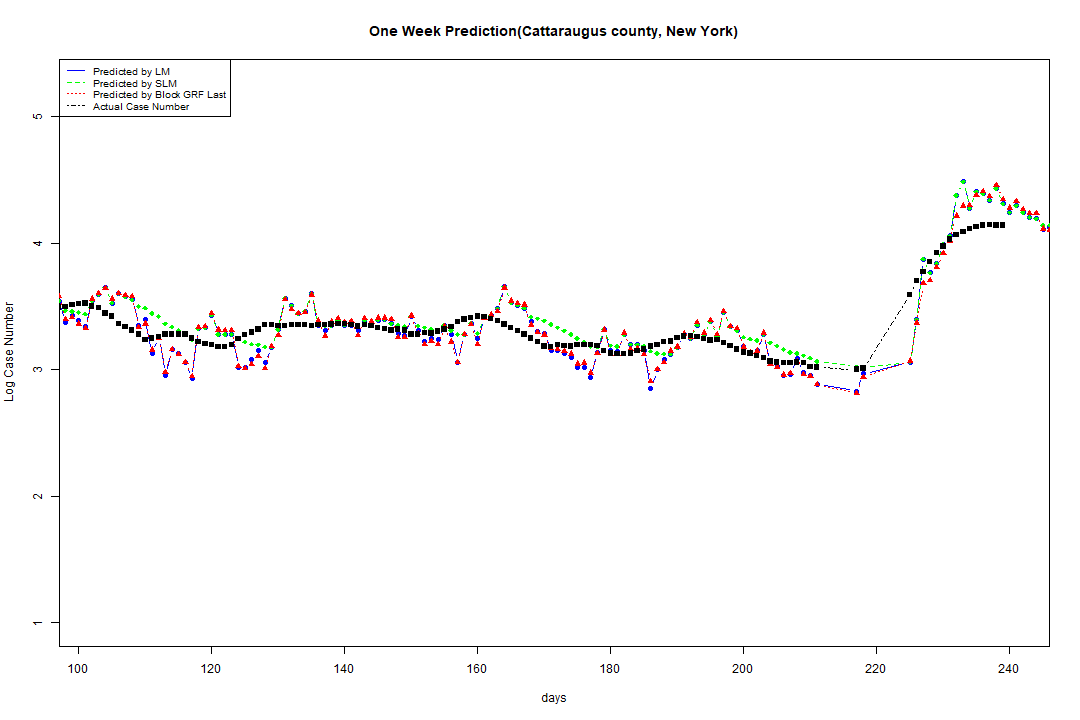 One Week Prediction(Cattaraugus county, New York)
Predicted by LM
Predicted by SLM
Predicted by Block GRF Last
Actual Case Number
Log Case Number
5
4
3
2
1
100 120 140 160 180 200 220 240
days